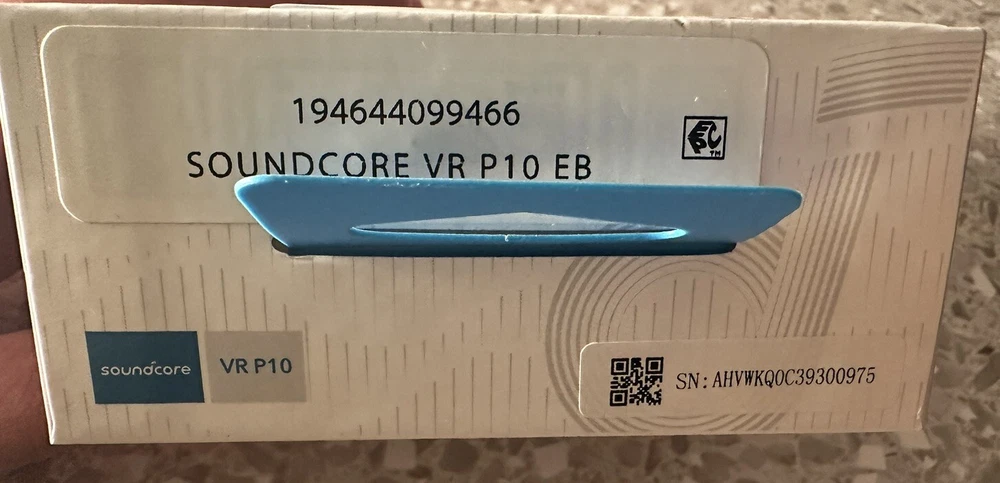 194644099466
SOUNDCORE VR P10 EB
soundcore
VR P10
SN:AHVWKQ0C39300975